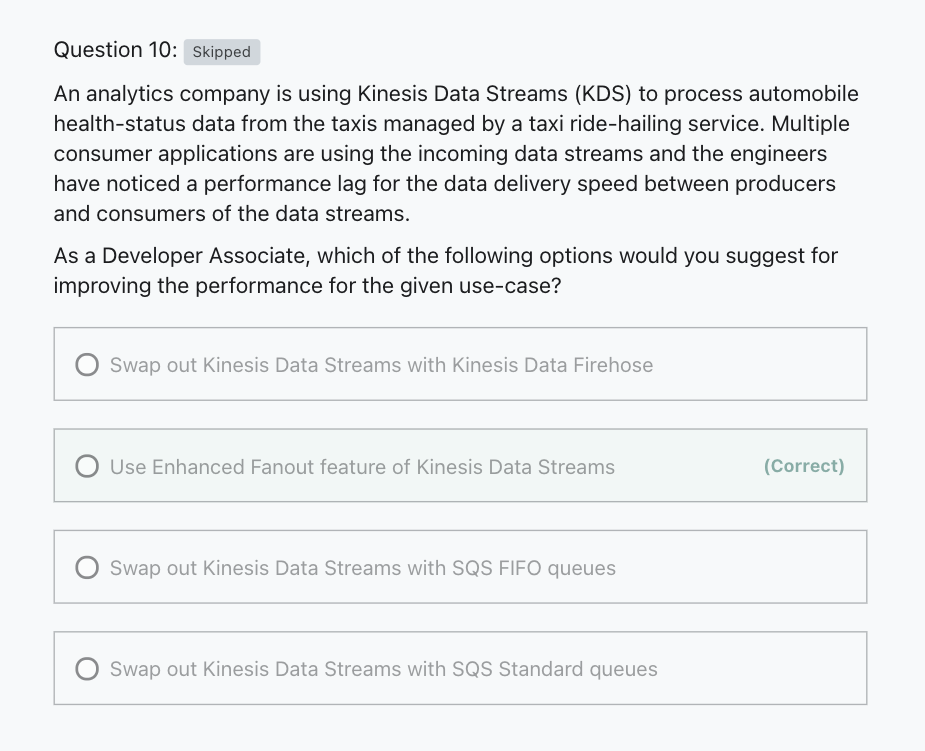 Question 10: Skipped
An analytics company is using Kinesis Data Streams (KDS) to process automobile
health-status data from the taxis managed by a taxi ride-hailing service. Multiple
consumer applications are using the incoming data streams and the engineers
have noticed a performance lag for the data delivery speed between producers
and consumers of the data streams.
As a Developer Associate, which of the following options would you suggest for
improving the performance for the given use-case?
Swap out Kinesis Data Streams with Kinesis Data Firehose
Use Enhanced Fanout feature of Kinesis Data Streams (Correct)
Swap out Kinesis Data Streams with SQS FIFO queues
Swap out Kinesis Data Streams with SQS Standard queues